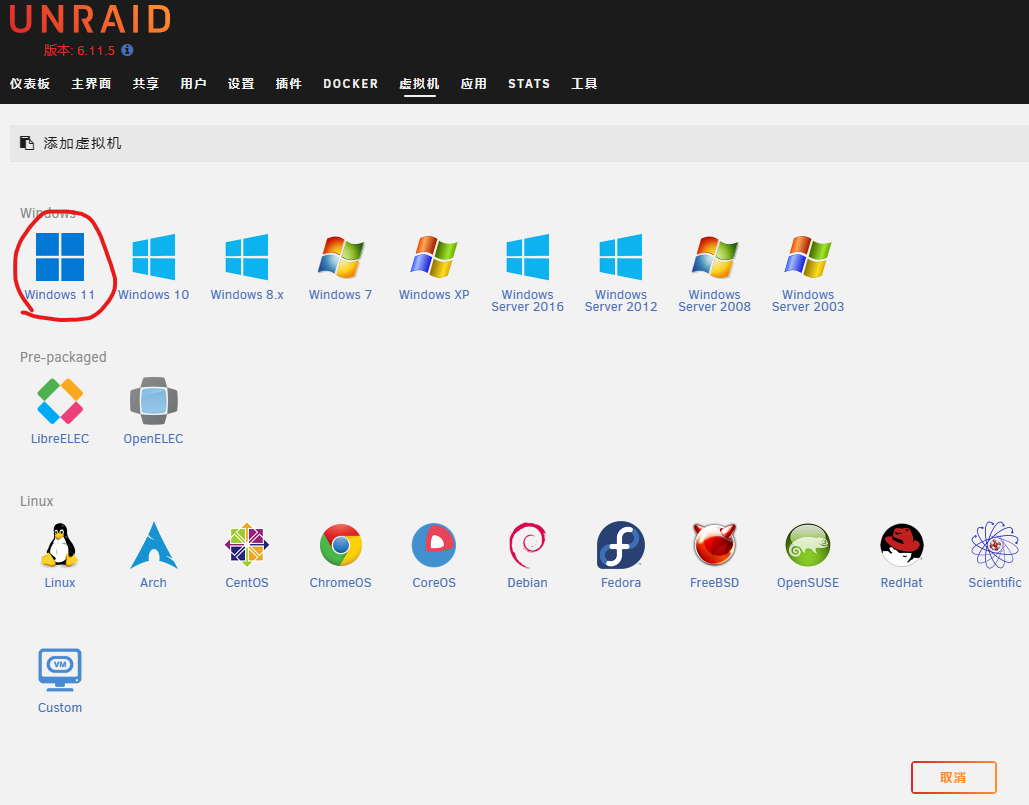 UNRAID
版本: 6.11.5
仪表板 主界面 共享 用户 设置 插件 DOCKER 虚拟机 应用 STATS 工具
添加虚拟机
Windows
Windows 11 Windows 10 Windows 8.x Windows 7 Windows XP Windows Server 2016 Windows Server 2012 Windows Server 2008 Windows Server 2003
Pre-packaged
LibreELEC OpenELEC
Linux
Linux Arch CentOS ChromeOS CoreOS Debian Fedora FreeBSD OpenSUSE RedHat Scientific
VM
Custom
取消